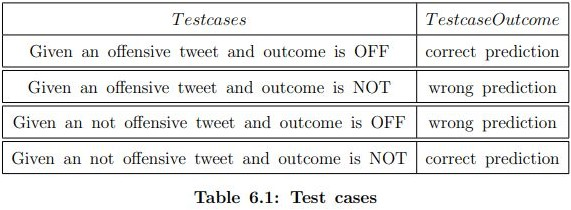 Testcases TestcaseOutcome
Given an offensive tweet and outcome is OFF correct prediction
Given an offensive tweet and outcome is NOT wrong prediction
Given an not offensive tweet and outcome is OFF wrong prediction
Given an not offensive tweet and outcome is NOT correct prediction
Table 6.1: Test cases